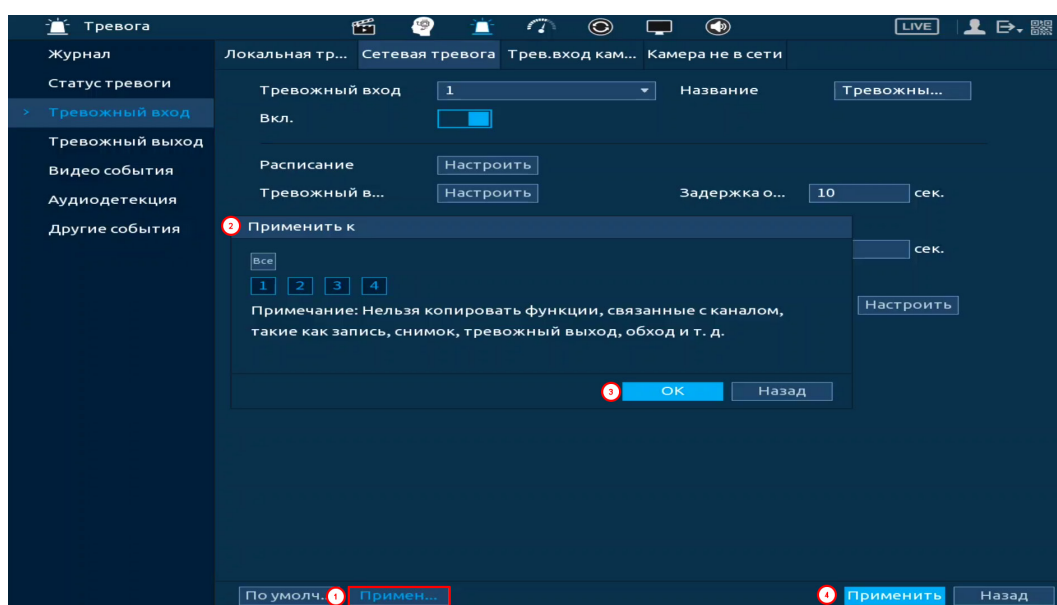 Тревога
LIVE
Журнал
Статус тревоги
Тревожный вход
Тревожный выход
Видео события
Аудиодетекция
Другие события
Локальная тр... Сетевая тревога Трев.вход кам... Камера не в сети
Тревожный вход 1 Название Тревожны...
Вкл.
Расписание Настроить
Тревожный в... Настроить Задержка о... 10 сек.
2 Применить к
сек.
Все
1 2 3 4
Настроить
Примечание: Нельзя копировать функции, связанные с каналом,
такие как запись, снимок, тревожный выход, обход и т. д.
3 OK Назад
По умолч... 1 Примен... 4 Применить Назад